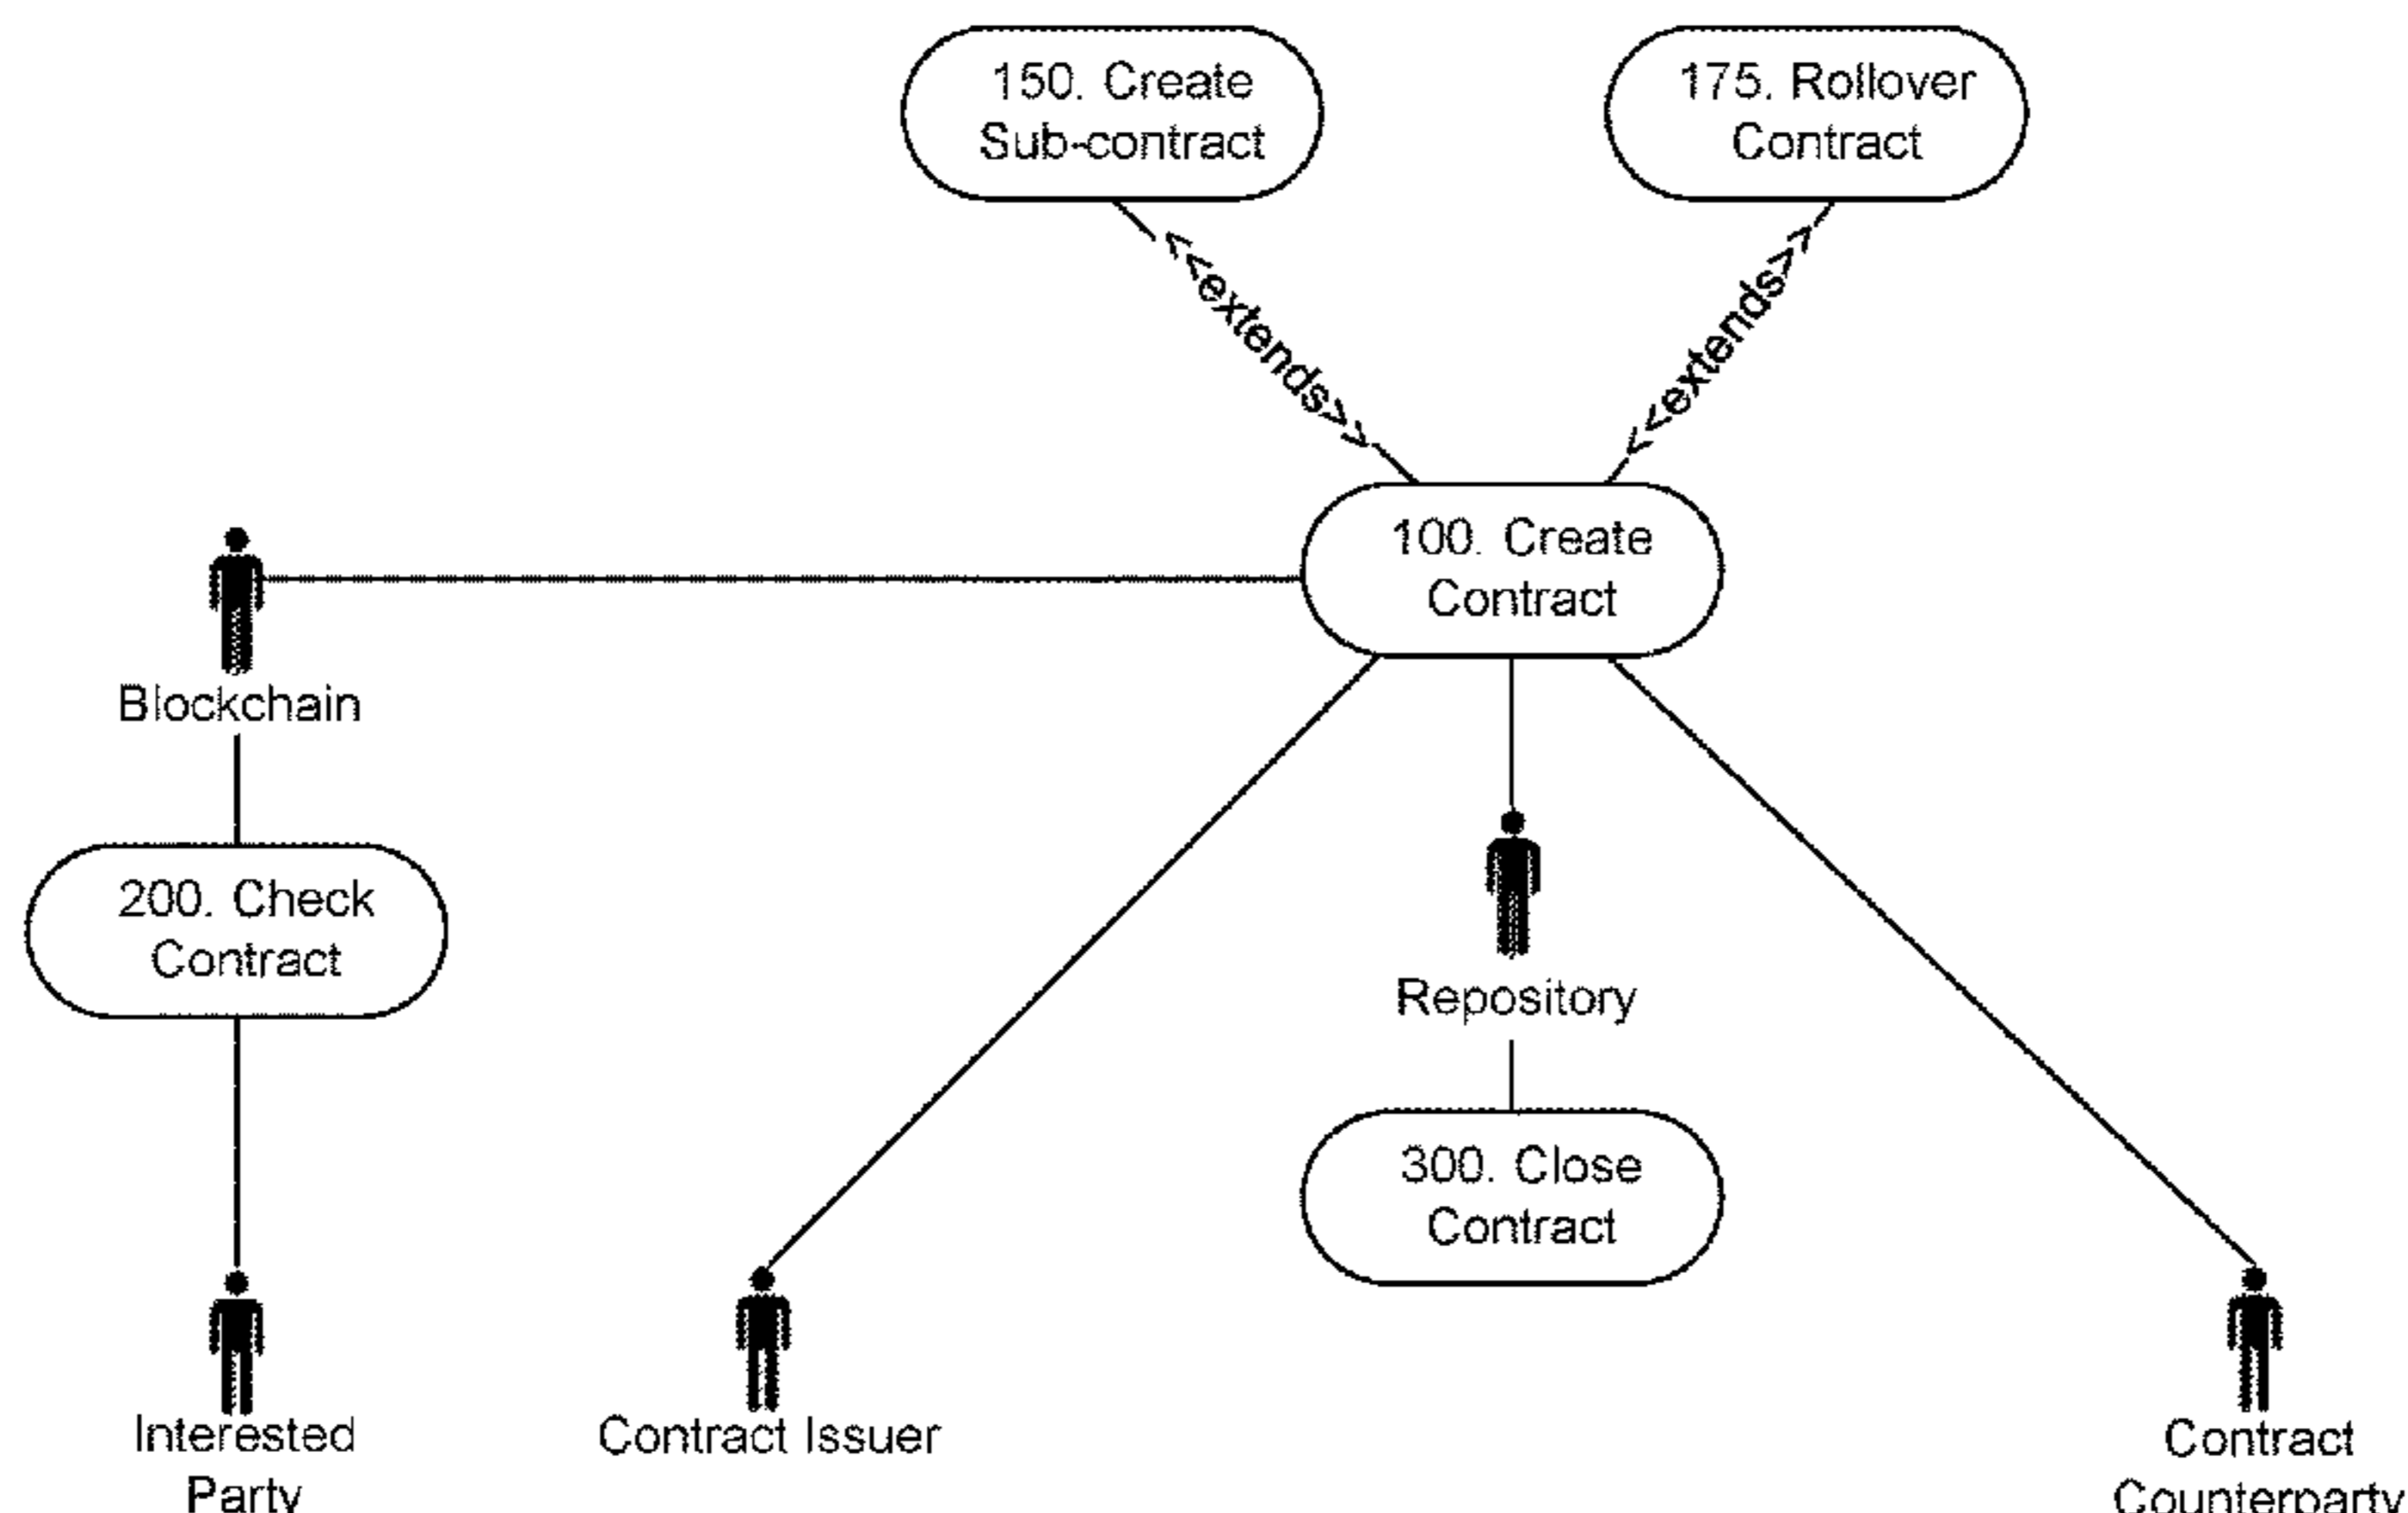 150. Create
Sub-contract
175. Rollover
Contract
<<extends>>
<<extends>>
100. Create
Contract
Blockchain
200. Check
Contract
Repository
300. Close
Contract
Interested
Party
Contract Issuer
Contract
Counterparty